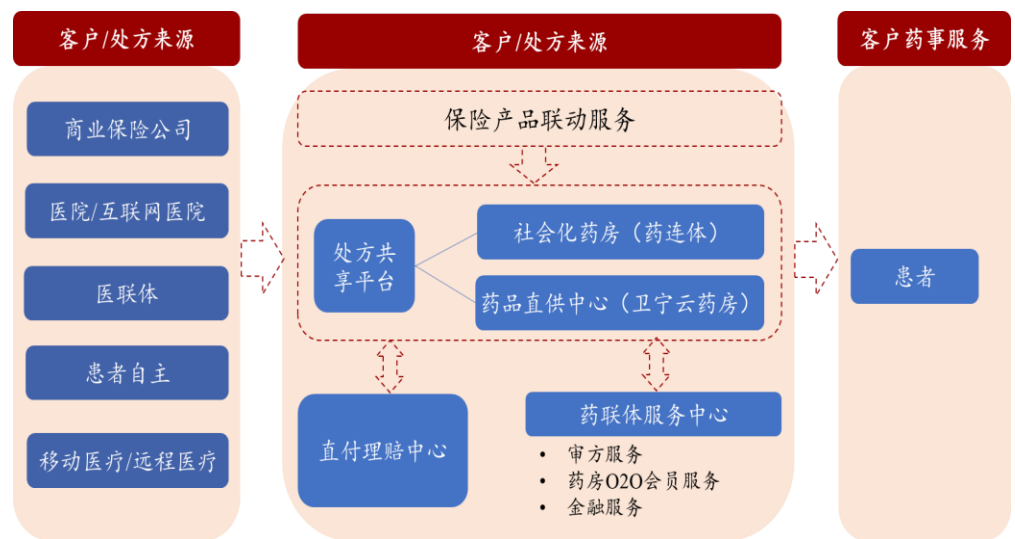 客户/处方来源
商业保险公司
医院/互联网医院
医联体
患者自主
移动医疗/远程医疗
客户/处方来源
保险产品联动服务
处方共
享平台
社会化药房（药连体）
药品直供中心（卫宁云药房）
直付理赔中心
药联体服务中心
• 审方服务
• 药房O2O会员服务
• 金融服务
客户药事服务
患者